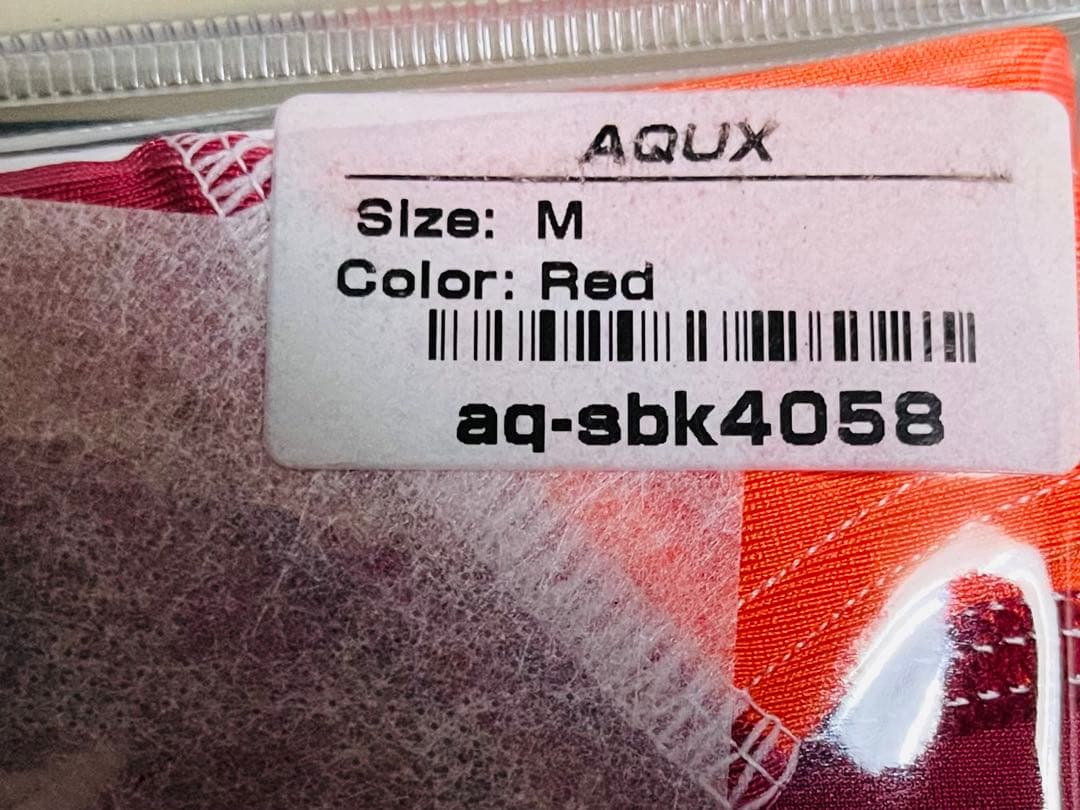 AQUX
Size: M
Color: Red
aq-sbk4058